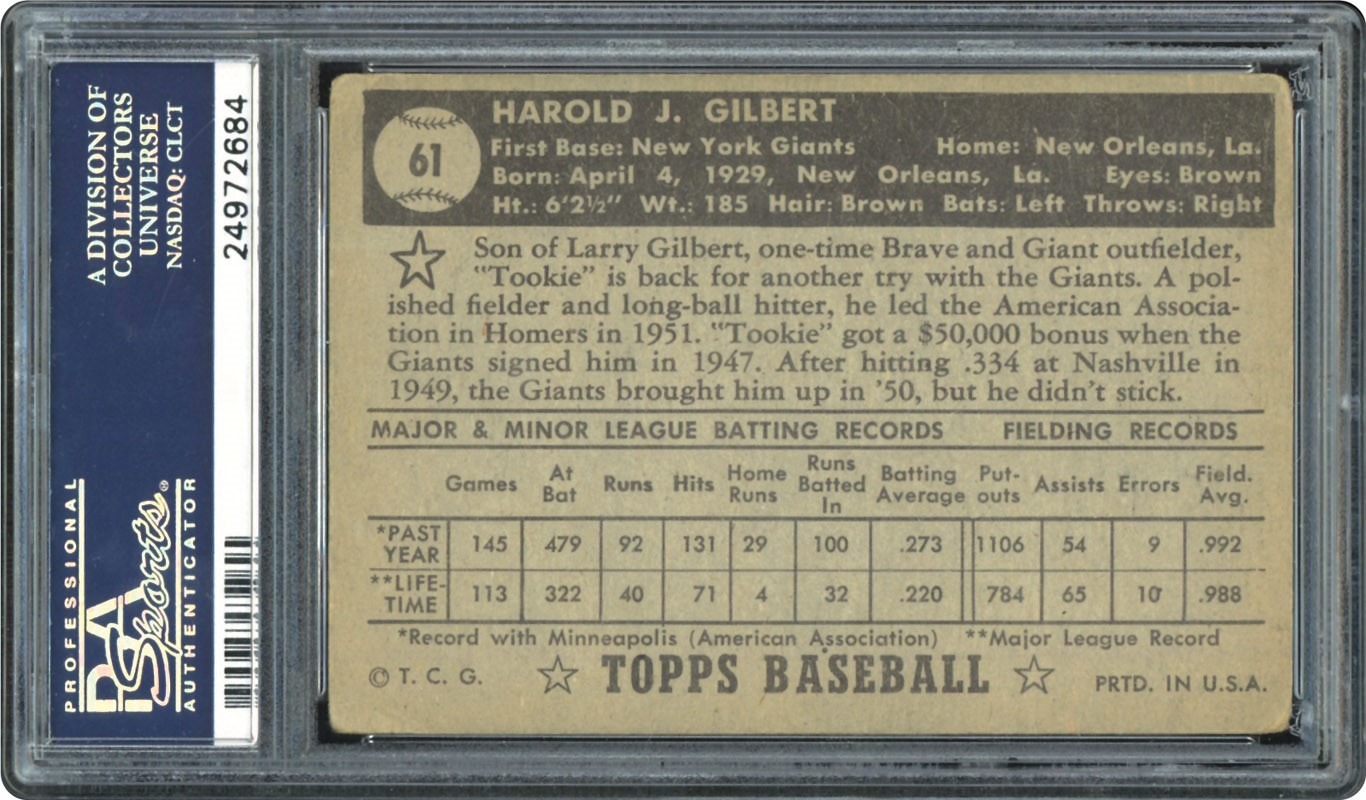 A DIVISION OF
COLLECTORS
UNIVERSE
NASDAQ: CLCT
24972684
PROFESSIONAL
PSA
Sports®
AUTHENTICATOR
61
HAROLD J. GILBERT
First Base: New York Giants Home: New Orleans, La.
Born: April 4, 1929, New Orleans, La. Eyes: Brown
Ht.: 6'2½" Wt.: 185 Hair: Brown Bats: Left Throws: Right
Son of Larry Gilbert, one-time Brave and Giant outfielder,
"Tookie" is back for another try with the Giants. A pol-
ished fielder and long-ball hitter, he led the American Associa-
tion in Homers in 1951. "Tookie" got a $50,000 bonus when the
Giants signed him in 1947. After hitting .334 at Nashville in
1949, the Giants brought him up in '50, but he didn't stick.
MAJOR & MINOR LEAGUE BATTING RECORDS FIELDING RECORDS
Games At Bat Runs Hits Home Runs Runs Batted In Batting Average Put-outs Assists Errors Field. Avg.
*PAST YEAR 145 479 92 131 29 100 .273 1106 54 9 .992
**LIFE-TIME 113 322 40 71 4 32 .220 784 65 10 .988
*Record with Minneapolis (American Association) **Major League Record
© T. C. G. TOPPS BASEBALL PRTD. IN U.S.A.